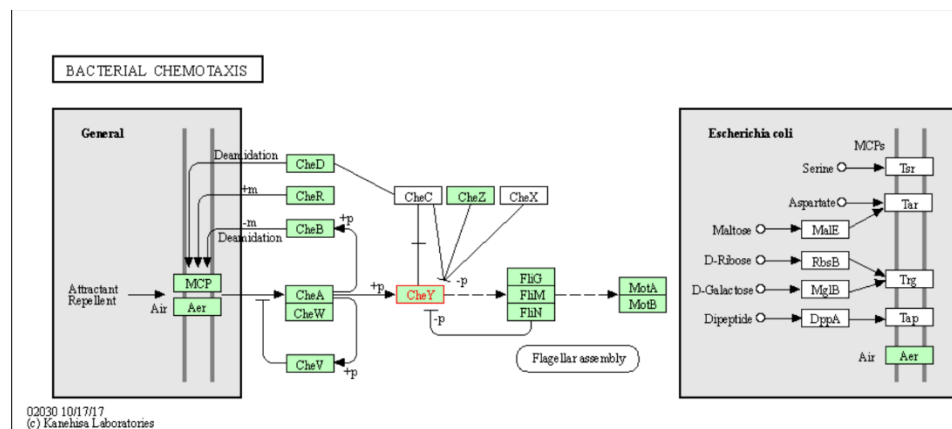 BACTERIAL CHEMOTAXIS
General
Escherichia coli
MCPs
Deamidation
CheD
Serine
Tsr
+m
CheR
CheC
CheZ
CheX
Aspartate
Tar
-m
CheB
+p
Deamidation
Maltose
MalE
D-Ribose
RbsB
MCP
-p
FliG
Trg
Attractant
Repellent
CheA
+p
CheY
FliM
MotA
D-Galactose
MglB
Air
Aer
CheW
FliN
MotB
-p
Dipeptide
DppA
Tap
CheV
+p
Flagellar assembly
Air
Aer
02030 10/17/17
(c) Kanehisa Laboratories